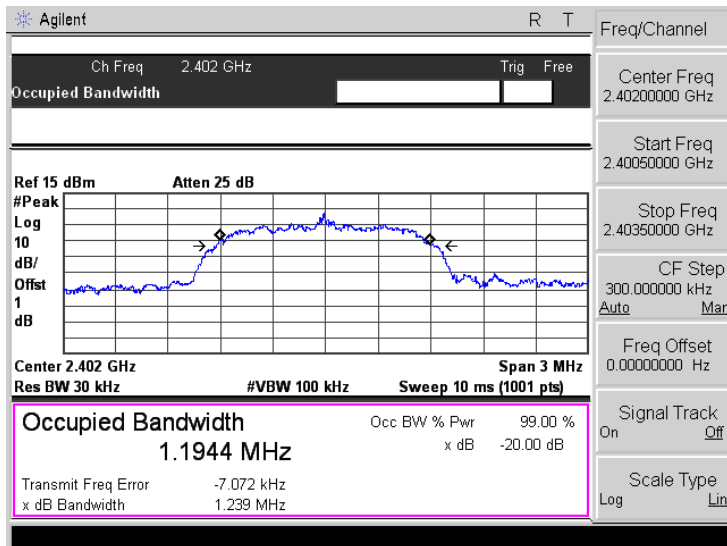 Agilent R T
Ch Freq 2.402 GHz Trig Free
Occupied Bandwidth
Ref 15 dBm Atten 25 dB
#Peak
Log
10
dB/
Offst
1
dB
Center 2.402 GHz Span 3 MHz
Res BW 30 kHz #VBW 100 kHz Sweep 10 ms (1001 pts)
Occupied Bandwidth
1.1944 MHz
Occ BW % Pwr 99.00 %
x dB -20.00 dB
Transmit Freq Error -7.072 kHz
x dB Bandwidth 1.239 MHz
Freq/Channel
Center Freq
2.40200000 GHz
Start Freq
2.40050000 GHz
Stop Freq
2.40350000 GHz
CF Step
300.000000 kHz
Auto Man
Freq Offset
0.00000000 Hz
Signal Track
On Off
Scale Type
Log Lin